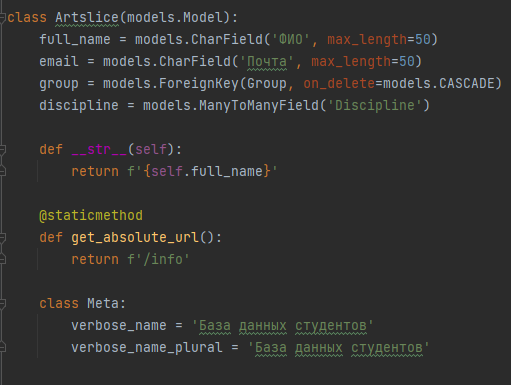 class Artslice(models.Model):
    full_name = models.CharField('ФИО', max_length=50)
    email = models.CharField('Почта', max_length=50)
    group = models.ForeignKey(Group, on_delete=models.CASCADE)
    discipline = models.ManyToManyField('Discipline')
    def __str__(self):
        return f'{self.full_name}'
    @staticmethod
    def get_absolute_url():
        return f'/info'
    class Meta:
        verbose_name = 'База данных студентов'
        verbose_name_plural = 'База данных студентов'